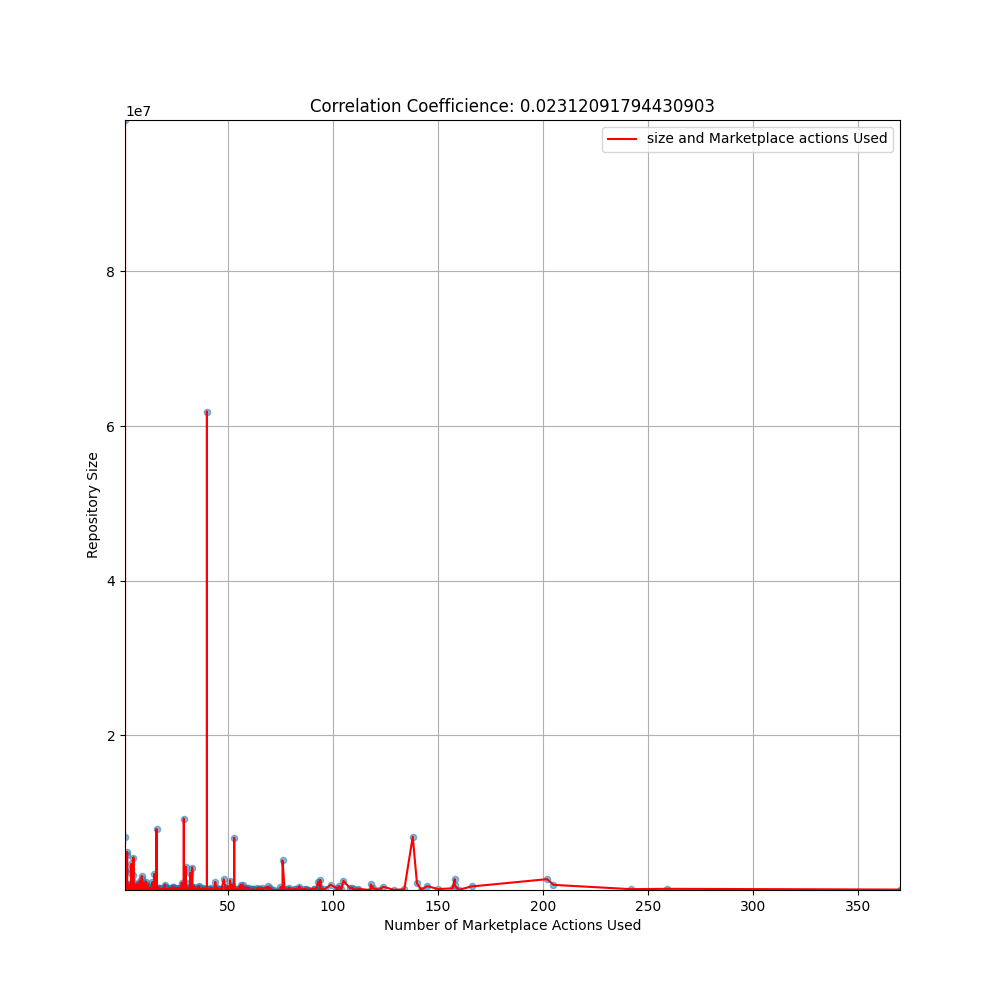 Correlation Coefficience: 0.02312091794430903
1e7
size and Marketplace actions Used
8
6
4
2
Repository Size
50 100 150 200 250 300 350
Number of Marketplace Actions Used